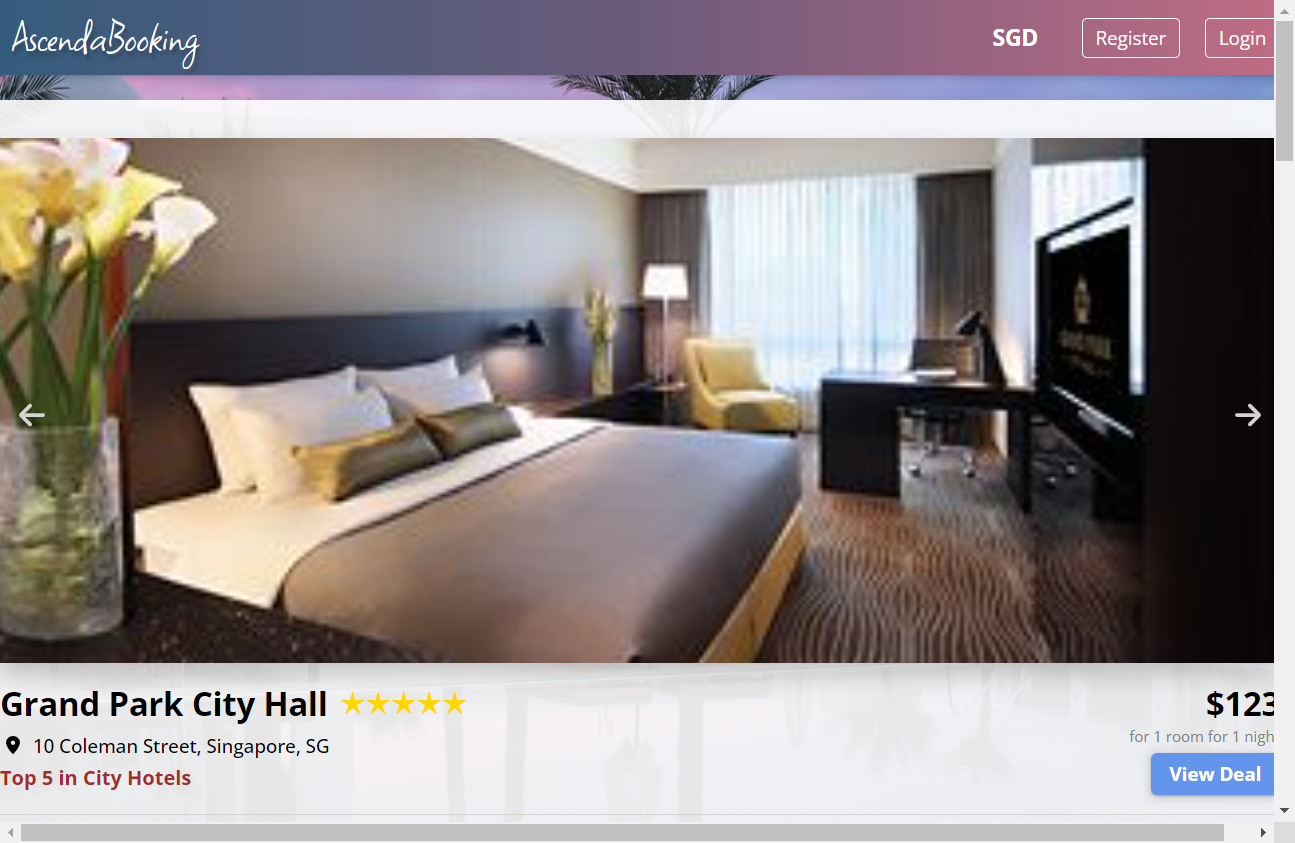 AscendaBooking
SGD
Register
Login
Grand Park City Hall
$123
10 Coleman Street, Singapore, SG
for 1 room for 1 nigh
Top 5 in City Hotels
View Deal